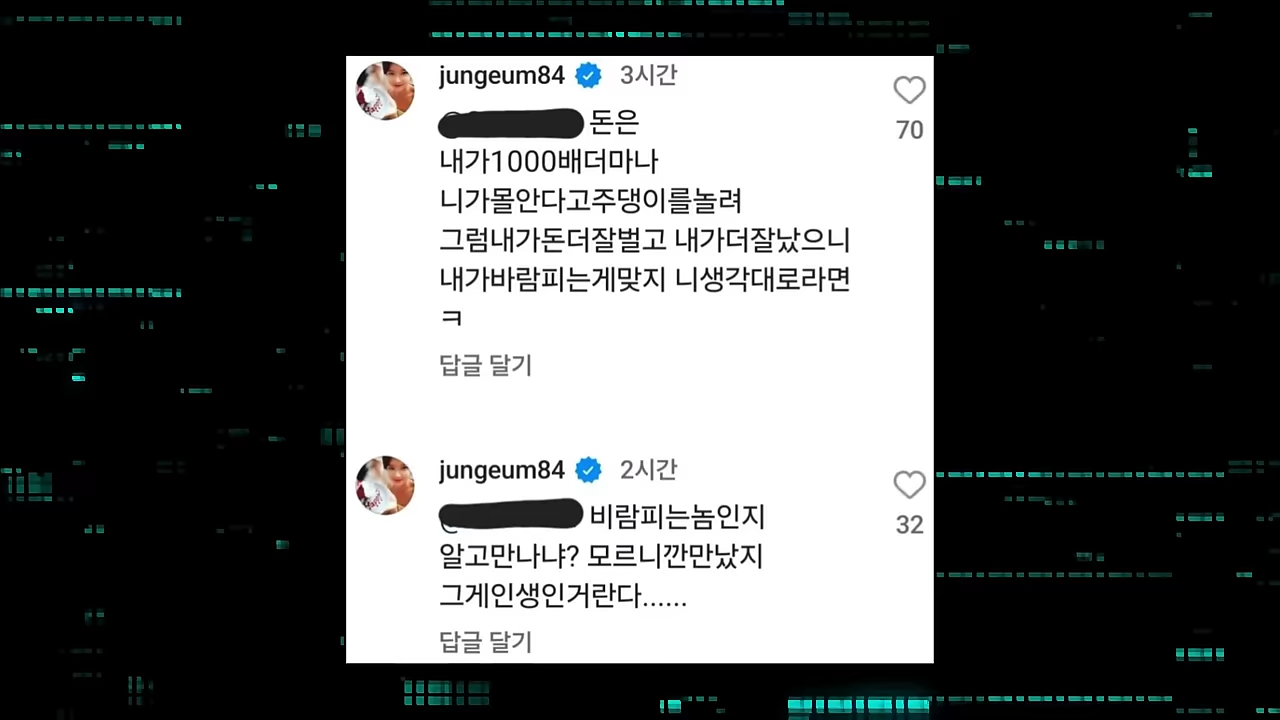 jungeum84 3시간
돈은
70
내가1000배더마나
니가몰안다고주댕이를놀려
그럼내가돈더잘벌고 내가더잘났으니
내가바람피는게맞지 니생각대로라면
ㅋ
답글 달기
jungeum84 2시간
비람피는놈인지
32
알고만나냐? 모르니깐만났지
그게인생인거란다......
답글 달기